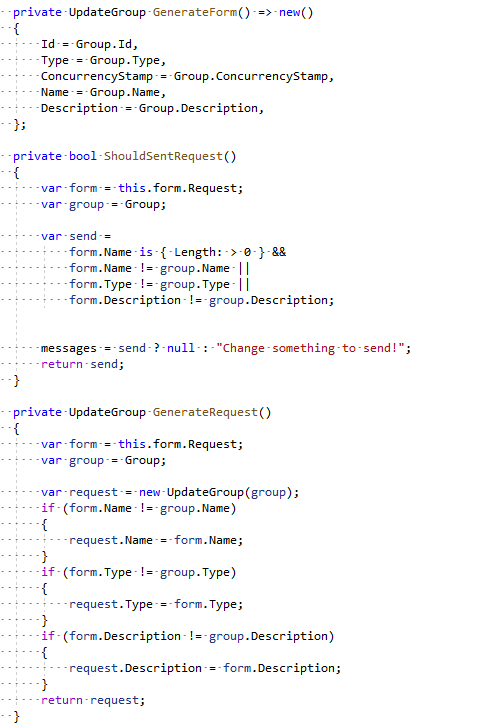 private UpdateGroup GenerateForm() => new()
{
    Id = Group.Id,
    Type = Group.Type,
    ConcurrencyStamp = Group.ConcurrencyStamp,
    Name = Group.Name,
    Description = Group.Description,
};

private bool ShouldSentRequest()
{
    var form = this.form.Request;
    var group = Group;

    var send =
        form.Name is { Length: > 0 } &&
        form.Name != group.Name ||
        form.Type != group.Type ||
        form.Description != group.Description;


    messages = send ? null : "Change something to send!";
    return send;
}

private UpdateGroup GenerateRequest()
{
    var form = this.form.Request;
    var group = Group;

    var request = new UpdateGroup(group);
    if (form.Name != group.Name)
    {
        request.Name = form.Name;
    }
    if (form.Type != group.Type)
    {
        request.Type = form.Type;
    }
    if (form.Description != group.Description)
    {
        request.Description = form.Description;
    }
    return request;
}